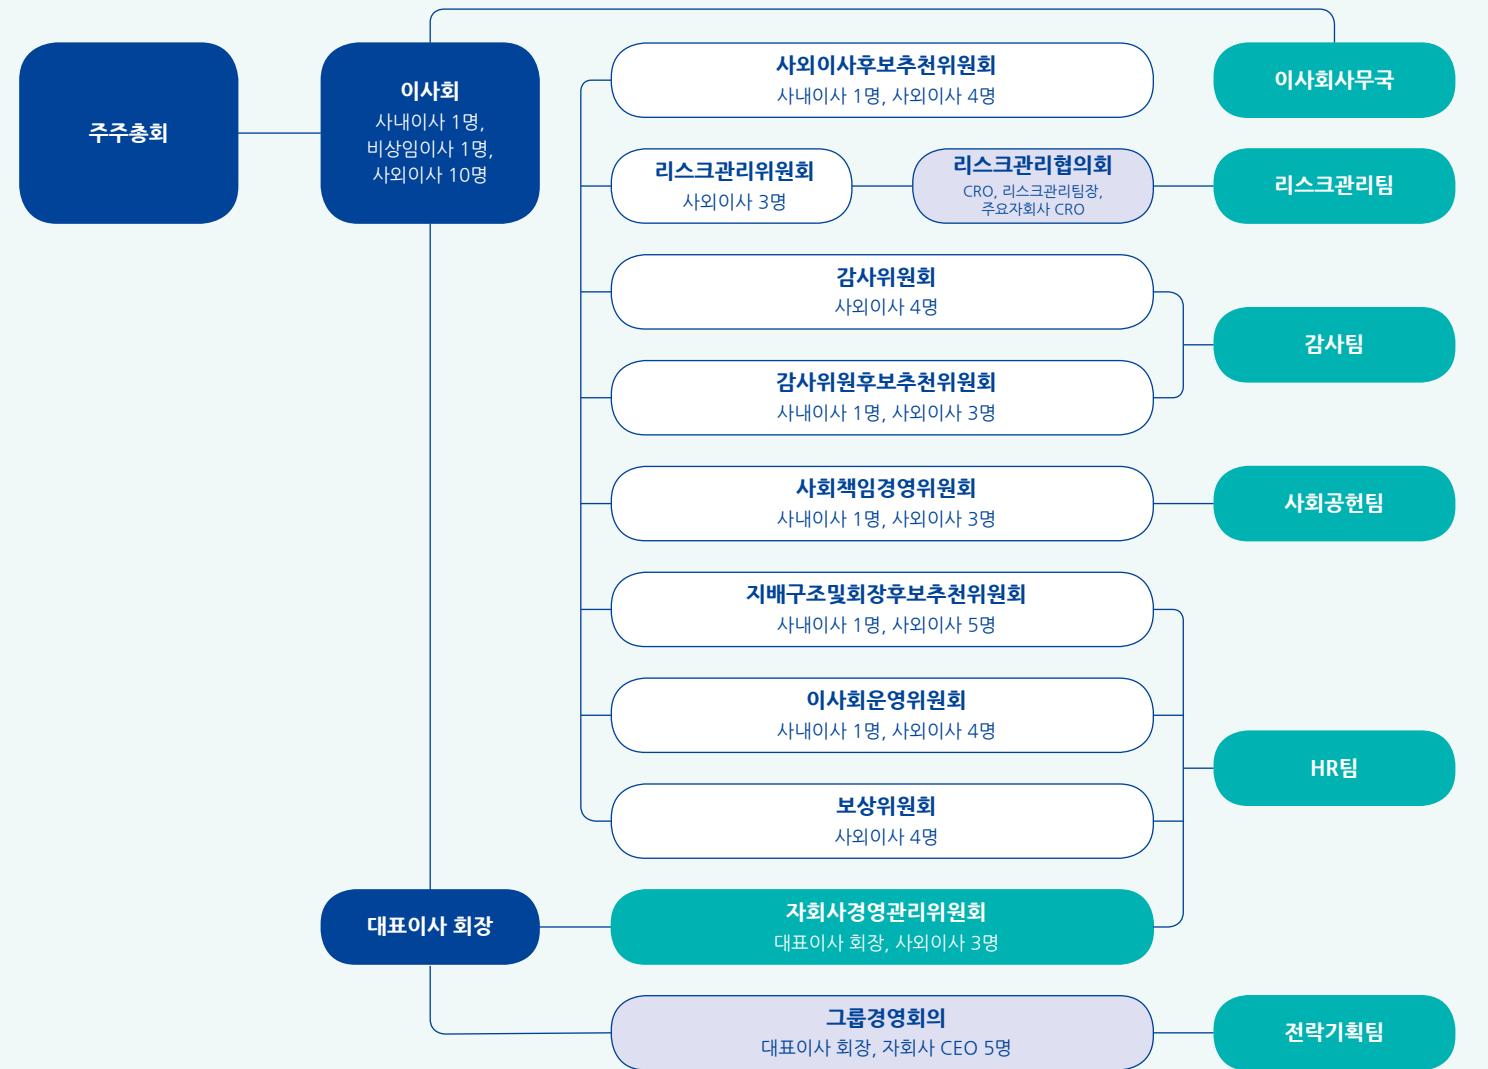 주주총회
이사회
사내이사 1명,
비상임이사 1명,
사외이사 10명
사외이사후보추천위원회
사내이사 1명, 사외이사 4명
이사회사무국
리스크관리위원회
사외이사 3명
리스크관리협의회
CRO, 리스크관리팀장,
주요자회사 CRO
리스크관리팀
감사위원회
사외이사 4명
감사팀
감사위원후보추천위원회
사내이사 1명, 사외이사 3명
사회책임경영위원회
사내이사 1명, 사외이사 3명
사회공헌팀
지배구조및회장후보추천위원회
사내이사 1명, 사외이사 5명
이사회운영위원회
사내이사 1명, 사외이사 4명
HR팀
보상위원회
사외이사 4명
대표이사 회장
자회사경영관리위원회
대표이사 회장, 사외이사 3명
그룹경영회의
대표이사 회장, 자회사 CEO 5명
전략기획팀